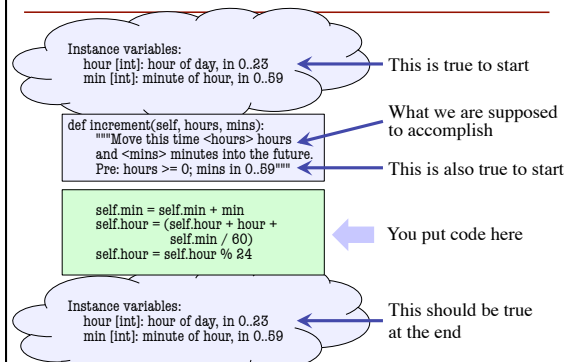 Instance variables:
hour [int]: hour of day, in 0..23
min [int]: minute of hour, in 0..59
This is true to start
def increment(self, hours, mins):
"""Move this time <hours> hours
and <mins> minutes into the future.
Pre: hours >= 0; mins in 0..59"""
What we are supposed
to accomplish
This is also true to start
self.min = self.min + min
self.hour = (self.hour + hour +
self.min / 60)
self.hour = self.hour % 24
You put code here
Instance variables:
hour [int]: hour of day, in 0..23
min [int]: minute of hour, in 0..59
This should be true
at the end